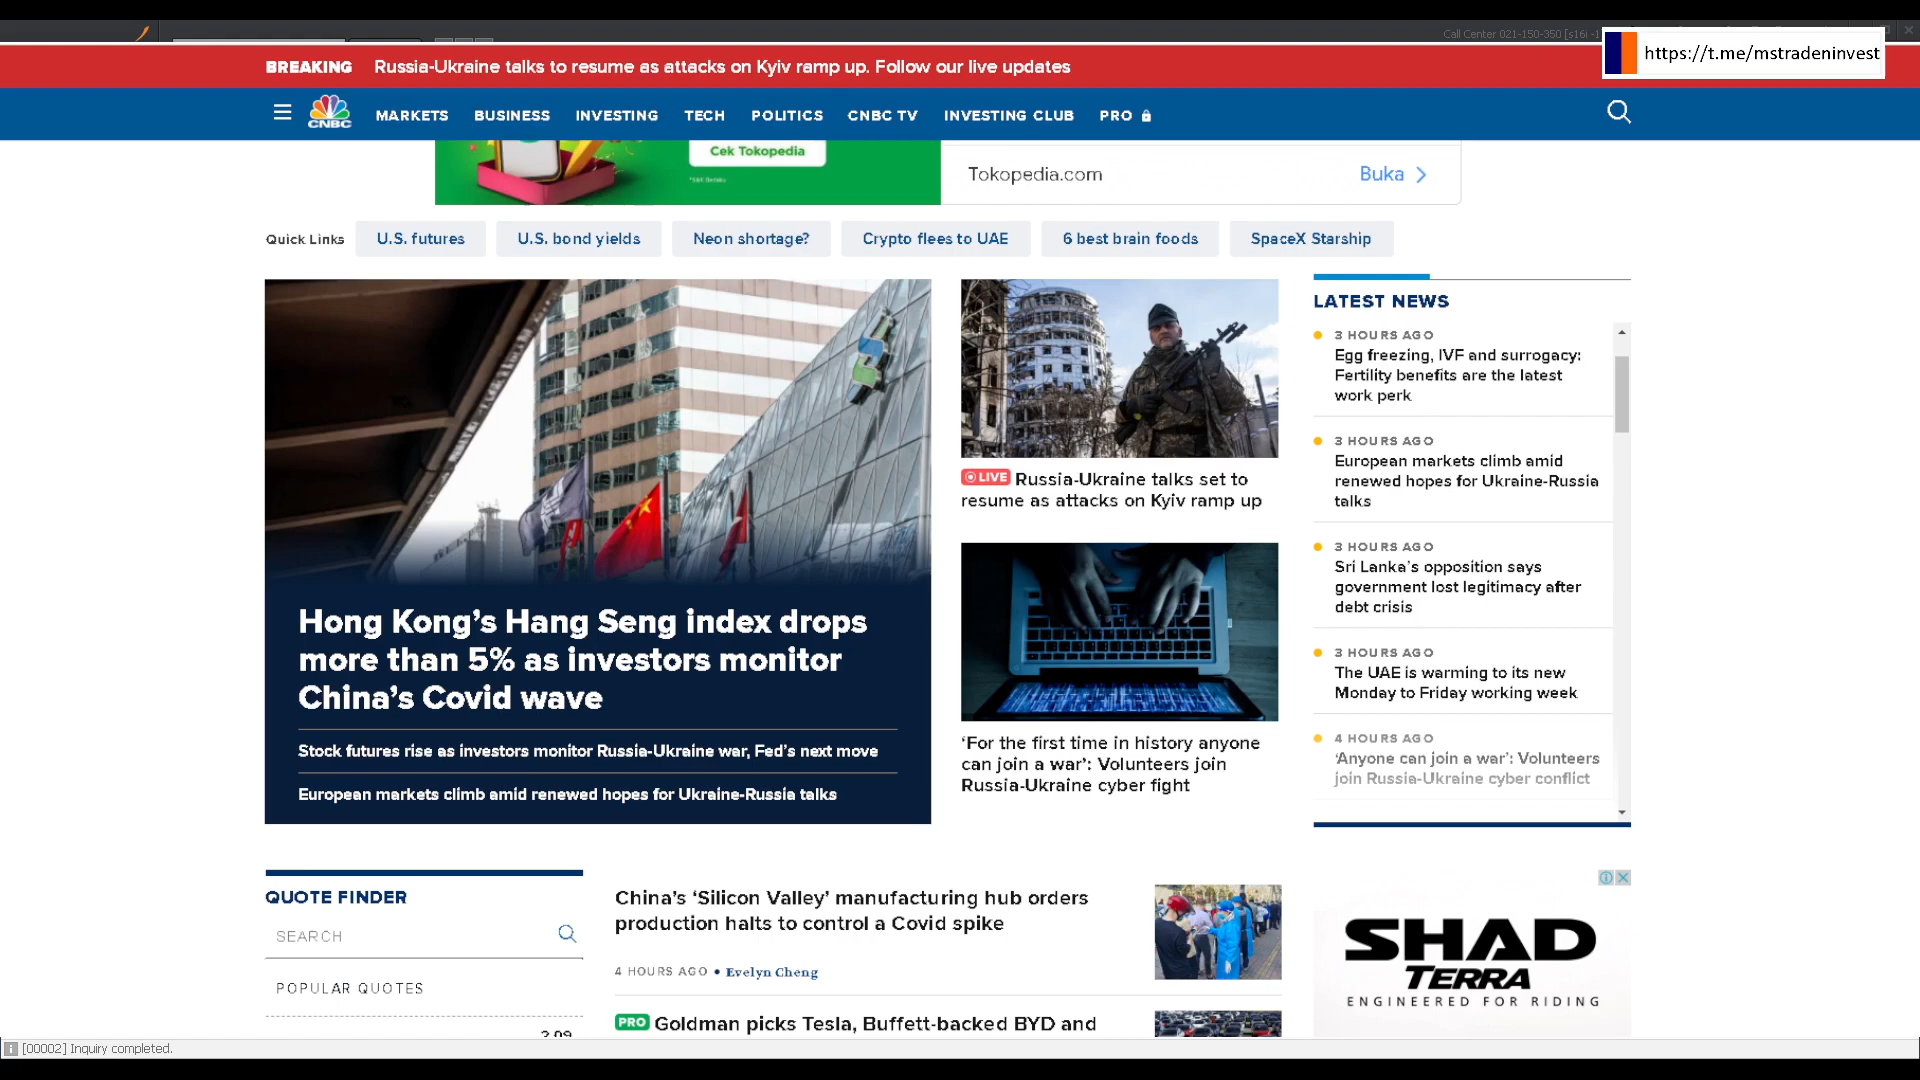 Call Center 021-150-350 [s16i -1
https://t.me/mstradeninvest
BREAKING Russia-Ukraine talks to resume as attacks on Kyiv ramp up. Follow our live updates
CNBC
MARKETS BUSINESS INVESTING TECH POLITICS CNBC TV INVESTING CLUB PRO
Cek Tokopedia
Tokopedia.com
Buka
Quick Links
U.S. futures
U.S. bond yields
Neon shortage?
Crypto flees to UAE
6 best brain foods
SpaceX Starship
Hong Kong’s Hang Seng index drops
more than 5% as investors monitor
China’s Covid wave
Stock futures rise as investors monitor Russia-Ukraine war, Fed’s next move
European markets climb amid renewed hopes for Ukraine-Russia talks
LIVE Russia-Ukraine talks set to
resume as attacks on Kyiv ramp up
‘For the first time in history anyone
can join a war’: Volunteers join
Russia-Ukraine cyber fight
LATEST NEWS
3 HOURS AGO
Egg freezing, IVF and surrogacy:
Fertility benefits are the latest
work perk
3 HOURS AGO
European markets climb amid
renewed hopes for Ukraine-Russia
talks
3 HOURS AGO
Sri Lanka’s opposition says
government lost legitimacy after
debt crisis
3 HOURS AGO
The UAE is warming to its new
Monday to Friday working week
4 HOURS AGO
‘Anyone can join a war’: Volunteers
join Russia-Ukraine cyber conflict
QUOTE FINDER
SEARCH
POPULAR QUOTES
China’s ‘Silicon Valley’ manufacturing hub orders
production halts to control a Covid spike
4 HOURS AGO • Evelyn Cheng
PRO Goldman picks Tesla, Buffett-backed BYD and
SHAD
TERRA
ENGINEERED FOR RIDING
[00002] Inquiry completed.